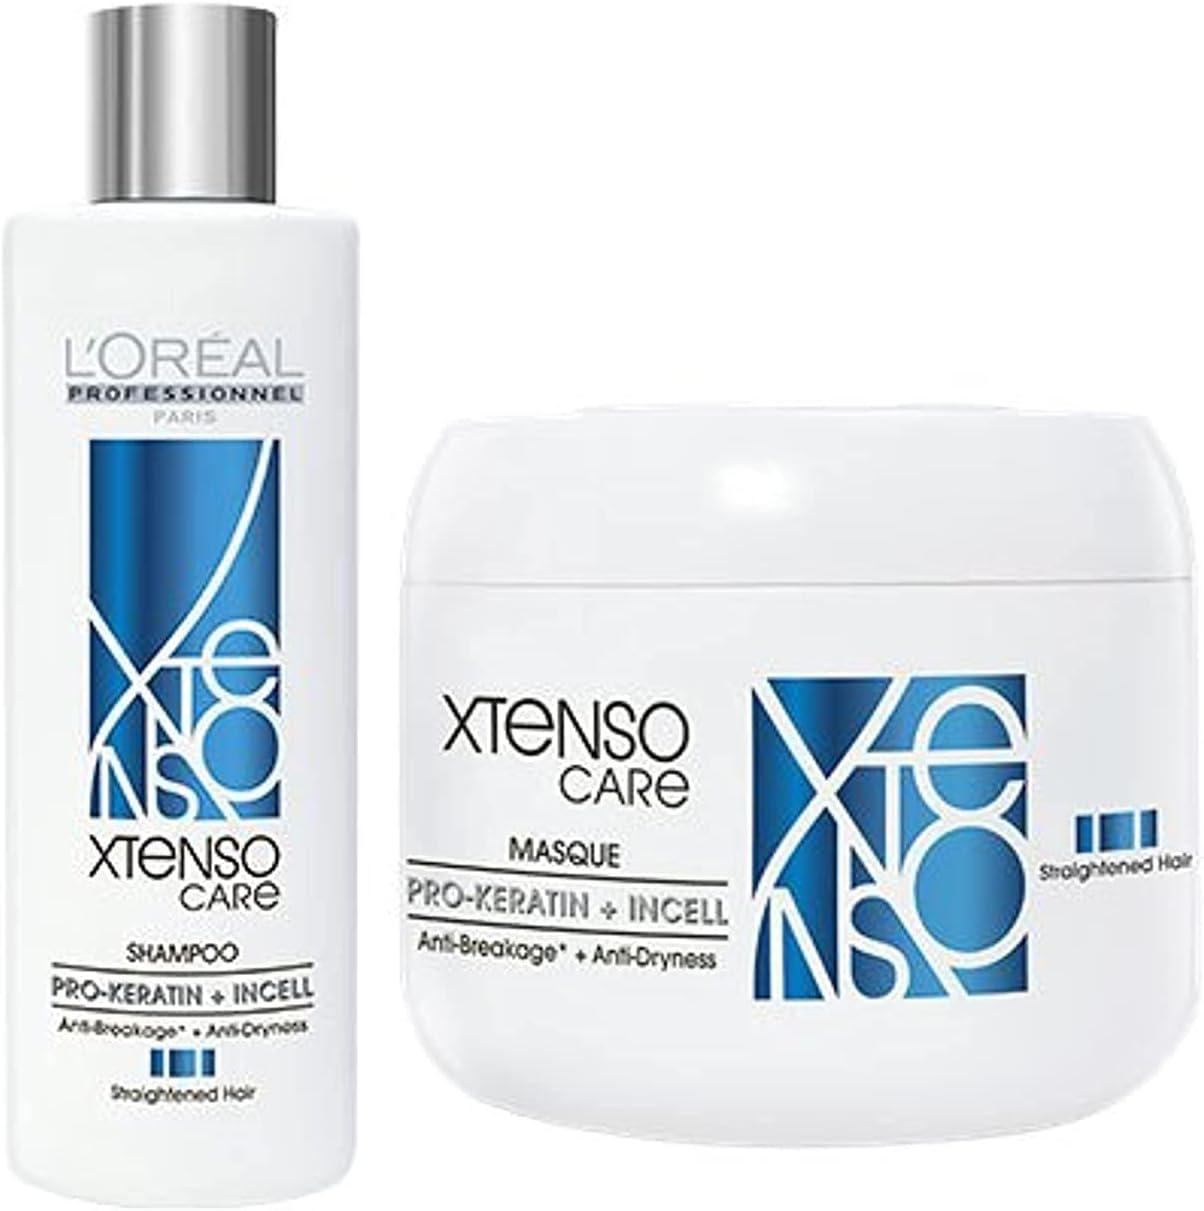 L'ORÉAL
PROFESSIONNEL
PARIS
XTeNSO
XTeNSO
CARe
SHAMPOO
PRO-KERATIN + INCELL
Anti-Breakage* + Anti-Dryness
Straightened Hair
XTeNSO
CARe
MASQUE
PRO-KERATIN + INCELL
Anti-Breakage* + Anti-Dryness
XTeNSO
Straightened Hair